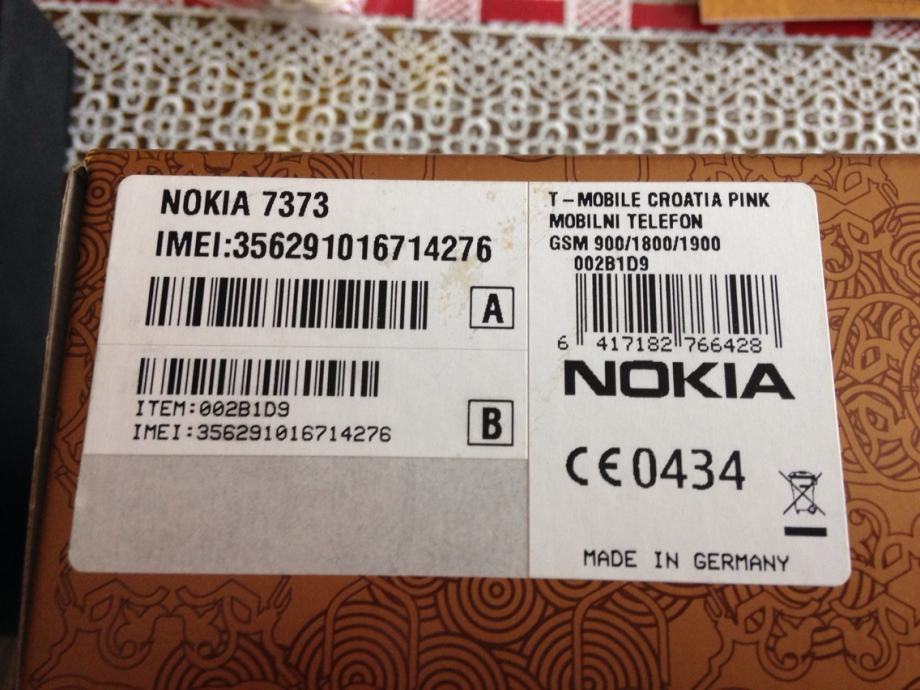 NOKIA 7373
IMEI:356291016714276
A
ITEM:002B1D9
IMEI:356291016714276
B
T-MOBILE CROATIA PINK
MOBILNI TELEFON
GSM 900/1800/1900
002B1D9
6 417182 766428
NOKIA
CE0434
MADE IN GERMANY